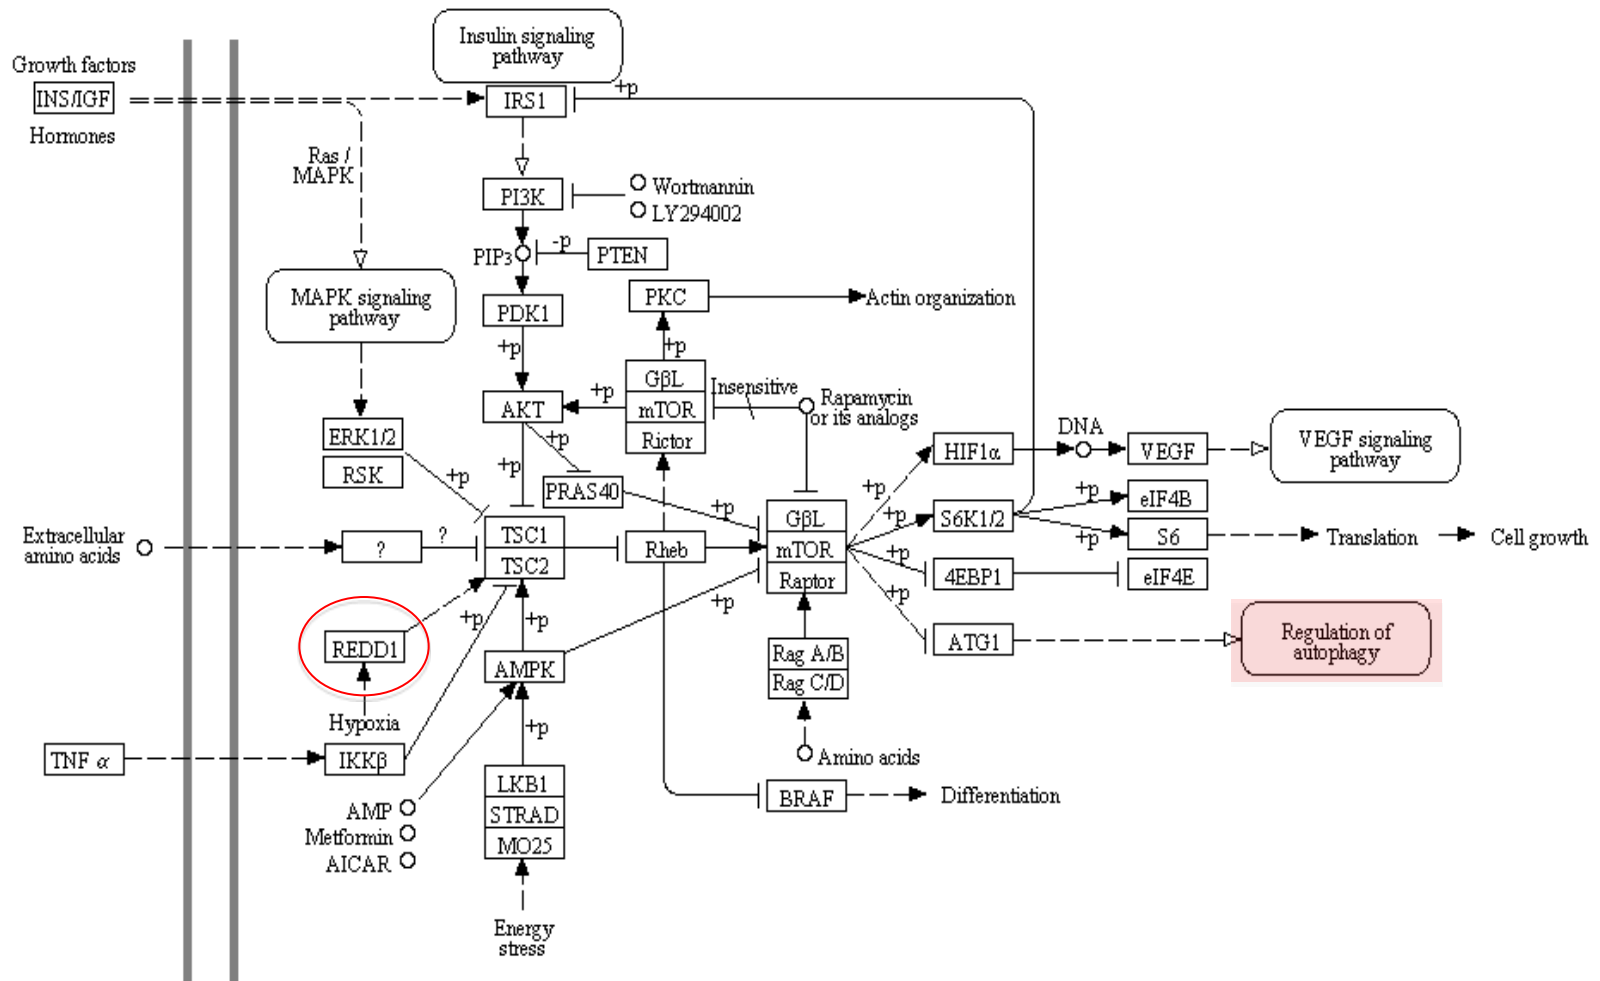 Insulin signaling
pathway
Growth factors
INS/IGF
Hormones
IRS1
+p
Ras /
MAPK
PI3K
Wortmannin
LY294002
PIP3
-p
PTEN
MAPK signaling
pathway
PDK1
PKC
Actin organization
+p
+p
GβL
mTOR
Rictor
+p
AKT
Insensitive
Rapamycin
or its analogs
+p
+p
ERK1/2
RSK
+p
PRAS40
+p
+p
HIF1α
DNA
VEGF
VEGF signaling
pathway
Extracellular
amino acids
?
?
TSC1
TSC2
Rheb
GβL
mTOR
Raptor
+p
S6K1/2
+p
eIF4B
+p
S6
Translation
Cell growth
+p
4EBP1
eIF4E
+p
ATG1
Regulation of
autophagy
REDD1
+p
+p
+p
AMPK
Rag A/B
Rag C/D
Hypoxia
+p
TNF α
IKKβ
Amino acids
LKB1
STRAD
MO25
BRAF
Differentiation
AMP
Metformin
AICAR
Energy
stress